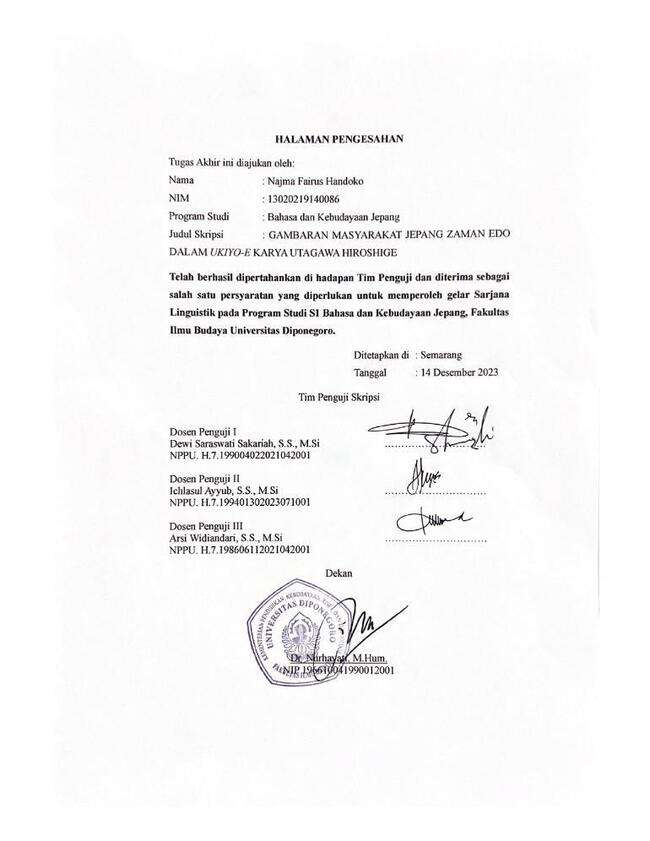 HALAMAN PENGESAHAN
Tugas Akhir ini diajukan oleh:
Nama : Najma Fairus Handoko
NIM : 13020219140086
Program Studi : Bahasa dan Kebudayaan Jepang
Judul Skripsi : GAMBARAN MASYARAKAT JEPANG ZAMAN EDO
DALAM UKIYO-E KARYA UTAGAWA HIROSHIGE
Telah berhasil dipertahankan di hadapan Tim Penguji dan diterima sebagai
salah satu persyaratan yang diperlukan untuk memperoleh gelar Sarjana
Linguistik pada Program Studi S1 Bahasa dan Kebudayaan Jepang, Fakultas
Ilmu Budaya Universitas Diponegoro.
Ditetapkan di : Semarang
Tanggal : 14 Desember 2023
Tim Penguji Skripsi
Dosen Penguji I
Dewi Saraswati Sakariah, S.S., M.Si
NPPU. H.7.199004022021042001
Dosen Penguji II
Ichlasul Ayyub, S.S., M.Si
NPPU. H.7.199401302023071001
Dosen Penguji III
Arsi Widiandari, S.S., M.Si
NPPU. H.7.198606112021042001
Dekan
UNIVERSITAS DIPONEGORO
Dr. Nurhayati, M.Hum.
NIP 196610041990012001